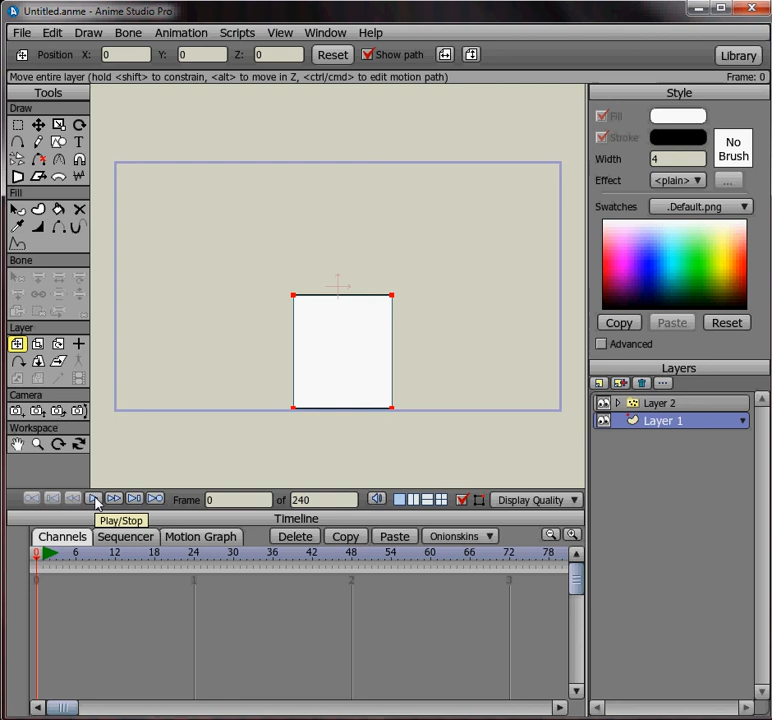 Untitled.anme - Anime Studio Pro
File Edit Draw Bone Animation Scripts View Window Help
Position X: 0 Y: 0 Z: 0 Reset Show path Library
Move entire layer (hold <shift> to constrain, <alt> to move in Z, <ctrl/cmd> to edit motion path) Frame: 0
Tools
Draw
T
Fill
Bone
Layer
Camera
Workspace
Style
Fill
Stroke
No Brush
Width 4
Effect <plain> ...
Swatches .Default.png
Copy Paste Reset
Advanced
Layers
Layer 2
Layer 1
Frame 0 of 240 Display Quality
Play/Stop
Timeline
Channels Sequencer Motion Graph Delete Copy Paste Onionskins
0 6 12 18 24 30 36 42 48 54 60 66 72 78
0 1 2 3